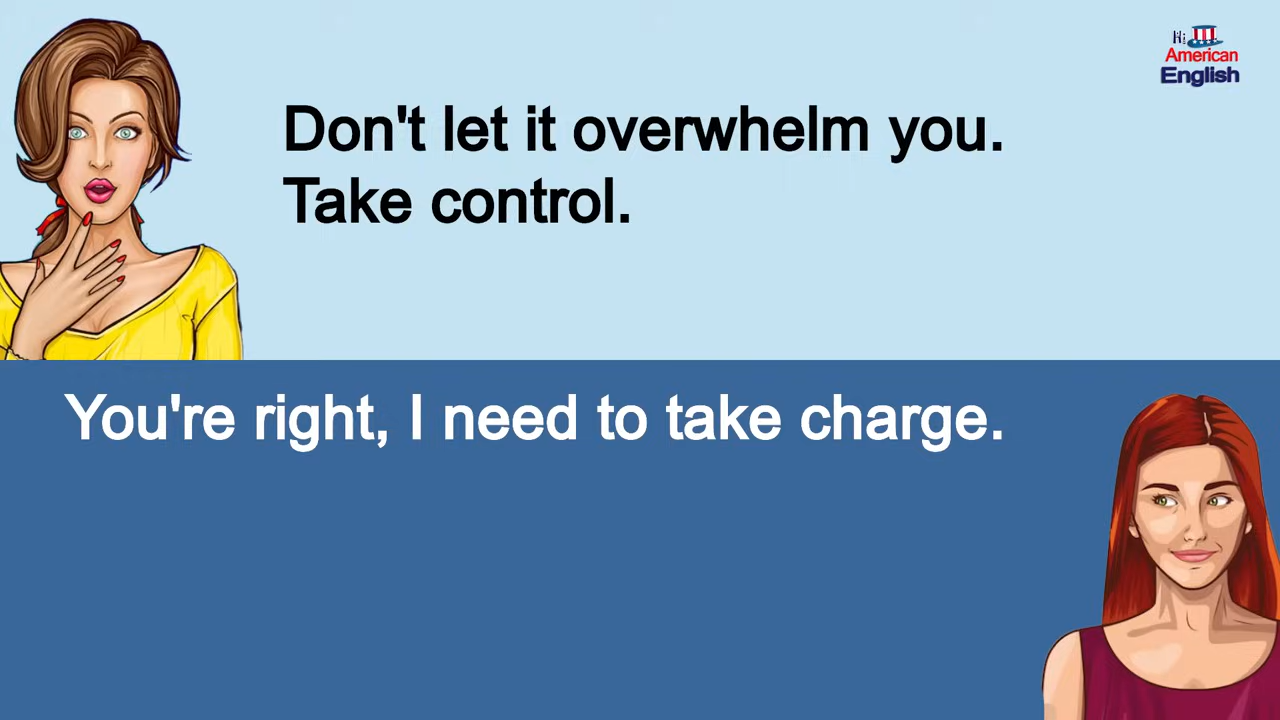 Hi
American
English
Don't let it overwhelm you.
Take control.
You're right, I need to take charge.